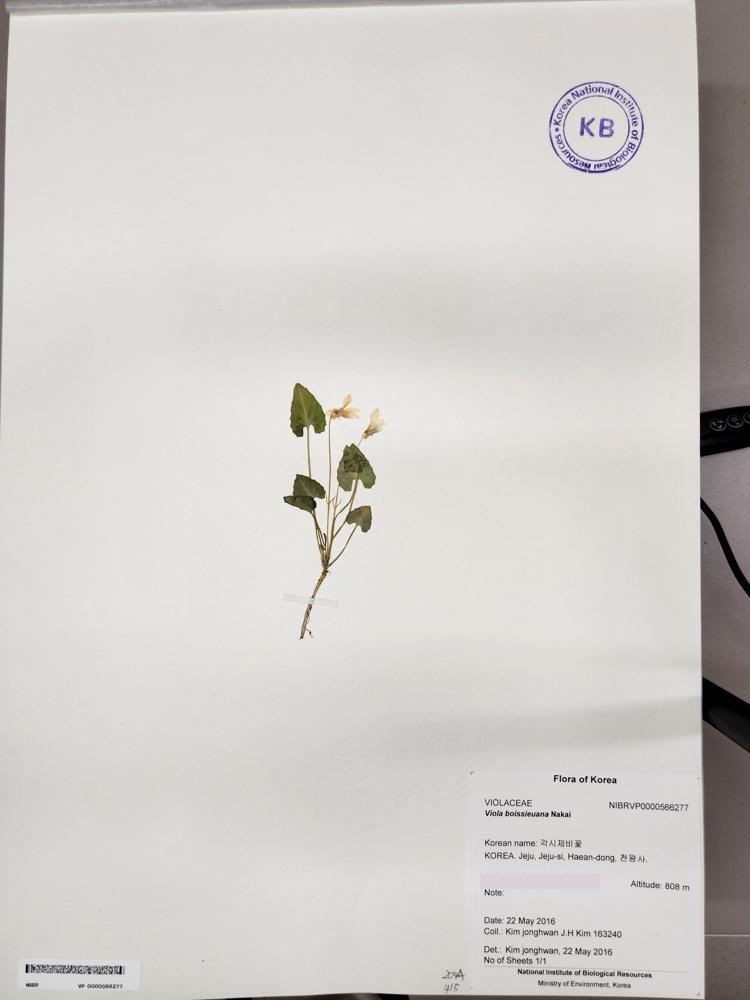 Korea National Institute of Biological Resources
KB
Flora of Korea
VIOLACEAE NIBRVP0000566277
Viola boissieuana Nakai
Korean name: 각시제비꽃
KOREA. Jeju, Jeju-si, Haean-dong, 천왕사.
Altitude: 808 m
Note:
Date: 22 May 2016
Coll.: Kim jonghwan J.H Kim 163240
Det.: Kim jonghwan, 22 May 2016
No of Sheets 1/1
National Institute of Biological Resources
Ministry of Environment, Korea
NIBR VP 0000566277